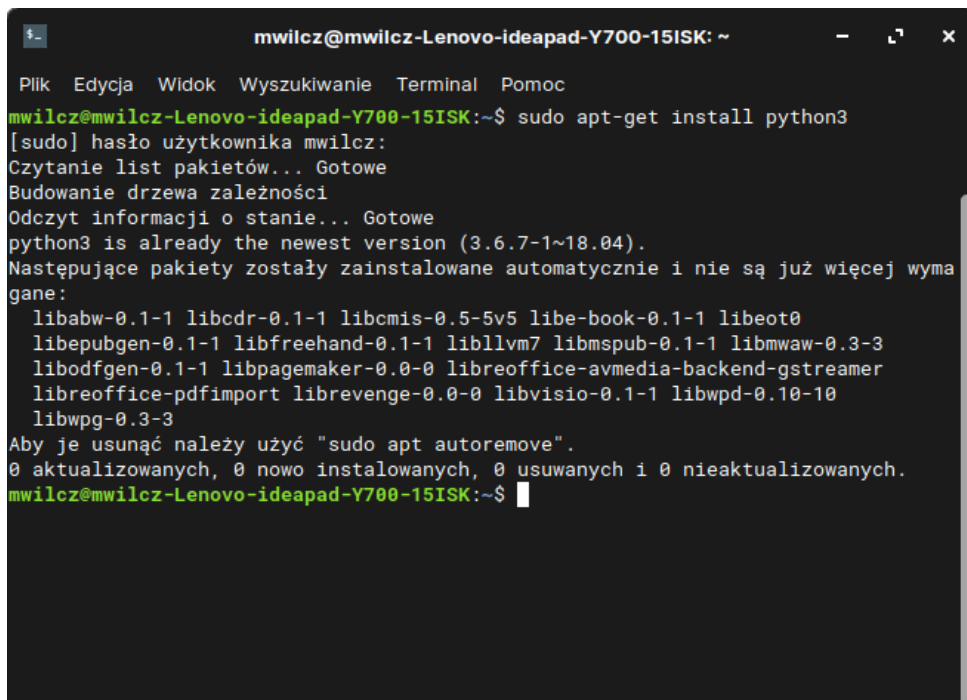 $_
mwilcz@mwilcz-Lenovo-ideapad-Y700-15ISK: ~
Plik Edycja Widok Wyszukiwanie Terminal Pomoc
mwilcz@mwilcz-Lenovo-ideapad-Y700-15ISK:~$ sudo apt-get install python3
[sudo] hasło użytkownika mwilcz:
Czytanie list pakietów... Gotowe
Budowanie drzewa zależności
Odczyt informacji o stanie... Gotowe
python3 is already the newest version (3.6.7-1~18.04).
Następujące pakiety zostały zainstalowane automatycznie i nie są już więcej wyma
gane:
  libabw-0.1-1 libcdr-0.1-1 libcmis-0.5-5v5 libe-book-0.1-1 libeot0
  libepubgen-0.1-1 libfreehand-0.1-1 libllvm7 libmspub-0.1-1 libmwaw-0.3-3
  libodfgen-0.1-1 libpagemaker-0.0-0 libreoffice-avmedia-backend-gstreamer
  libreoffice-pdfimport librevenge-0.0-0 libvisio-0.1-1 libwpd-0.10-10
  libwpg-0.3-3
Aby je usunąć należy użyć "sudo apt autoremove".
0 aktualizowanych, 0 nowo instalowanych, 0 usuwanych i 0 nieaktualizowanych.
mwilcz@mwilcz-Lenovo-ideapad-Y700-15ISK:~$